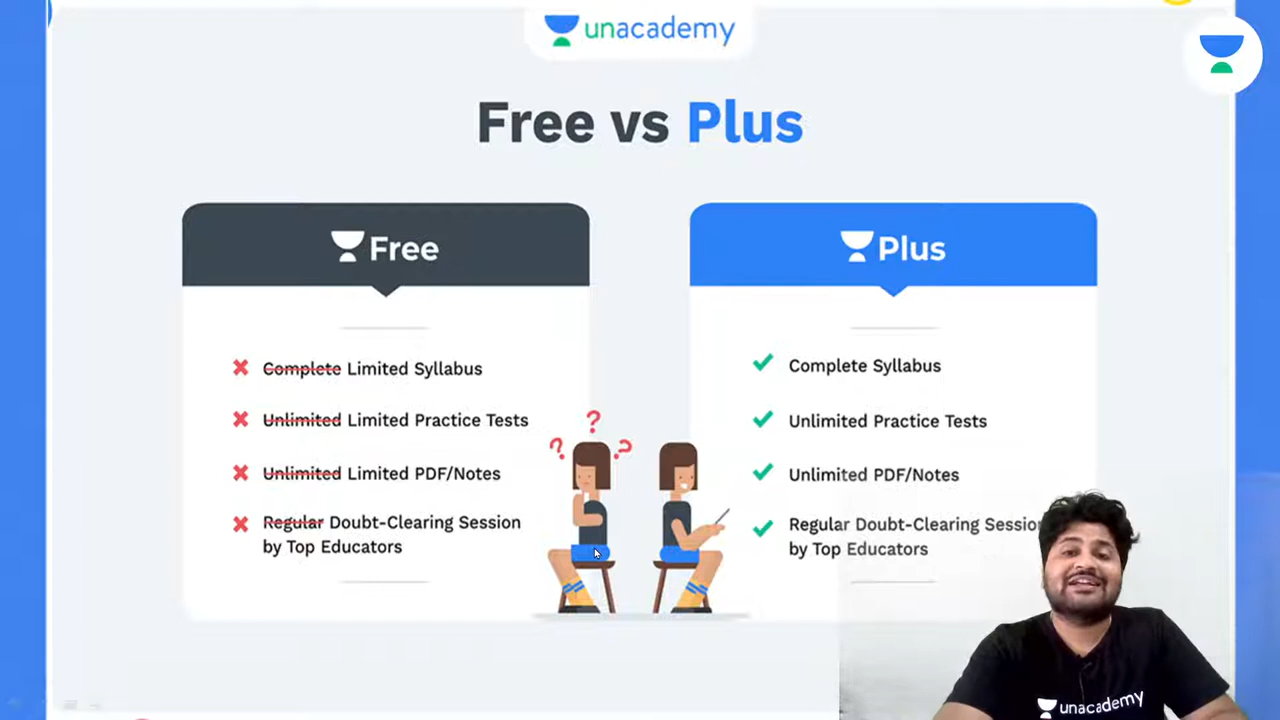 unacademy
Free vs Plus
Free
Plus
Complete Limited Syllabus
Unlimited Limited Practice Tests
Unlimited Limited PDF/Notes
Regular Doubt-Clearing Session
by Top Educators
? ? ?
Complete Syllabus
Unlimited Practice Tests
Unlimited PDF/Notes
Regular Doubt-Clearing Session
by Top Educators
unacademy